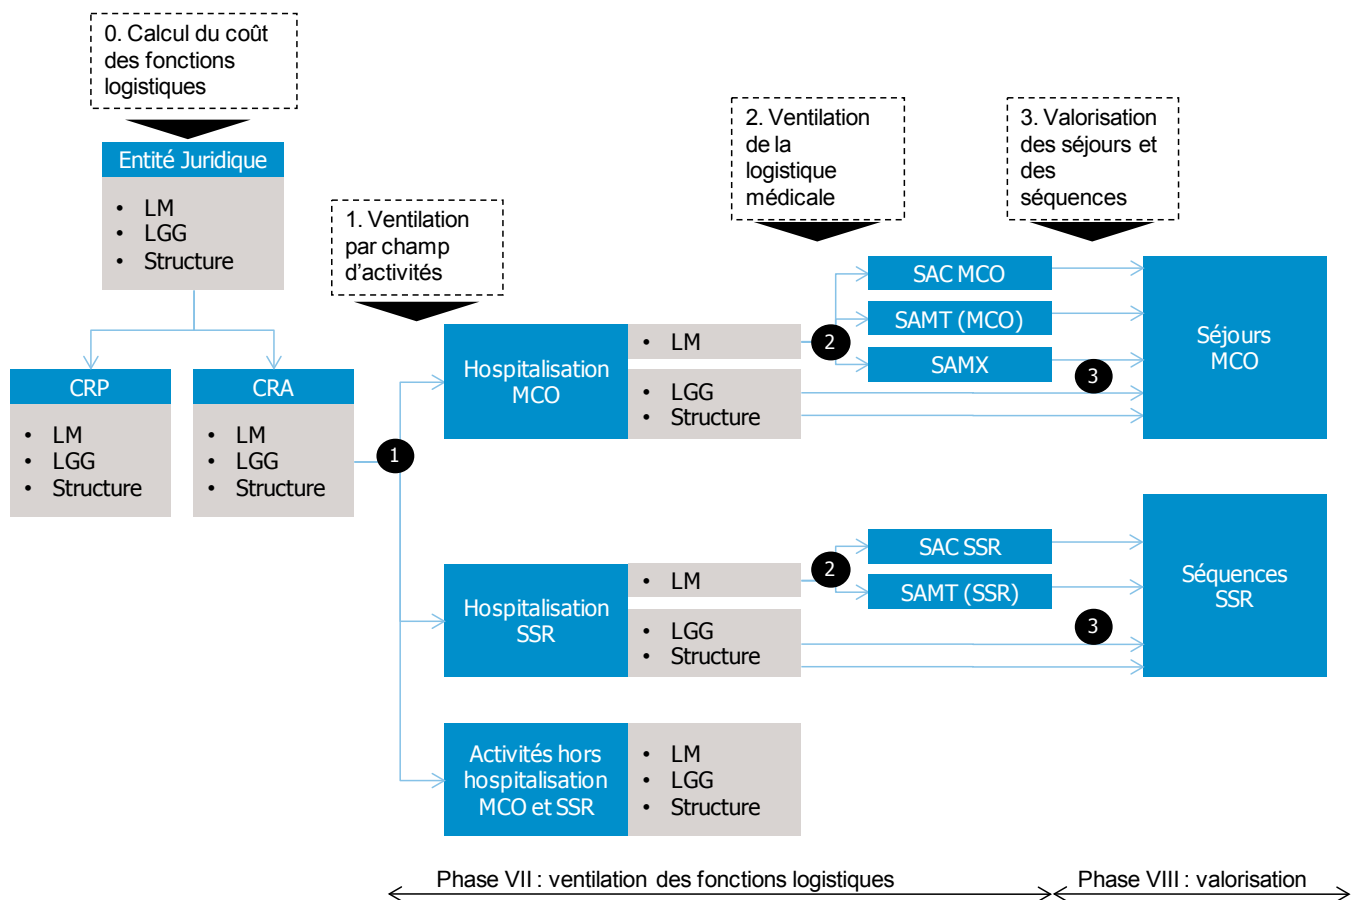 0. Calcul du coût
des fonctions
logistiques
Entité Juridique
• LM
• LGG
• Structure
CRP
• LM
• LGG
• Structure
CRA
• LM
• LGG
• Structure
1. Ventilation
par champ
d’activités
1
Hospitalisation
MCO
• LM
• LGG
• Structure
2. Ventilation
de la
logistique
médicale
2
SAC MCO
SAMT (MCO)
SAMX
3. Valorisation
des séjours et
des
séquences
3
Séjours
MCO
Hospitalisation
SSR
• LM
• LGG
• Structure
2
SAC SSR
SAMT (SSR)
3
Séquences
SSR
Activités hors
hospitalisation
MCO et SSR
• LM
• LGG
• Structure
Phase VII : ventilation des fonctions logistiques
Phase VIII : valorisation